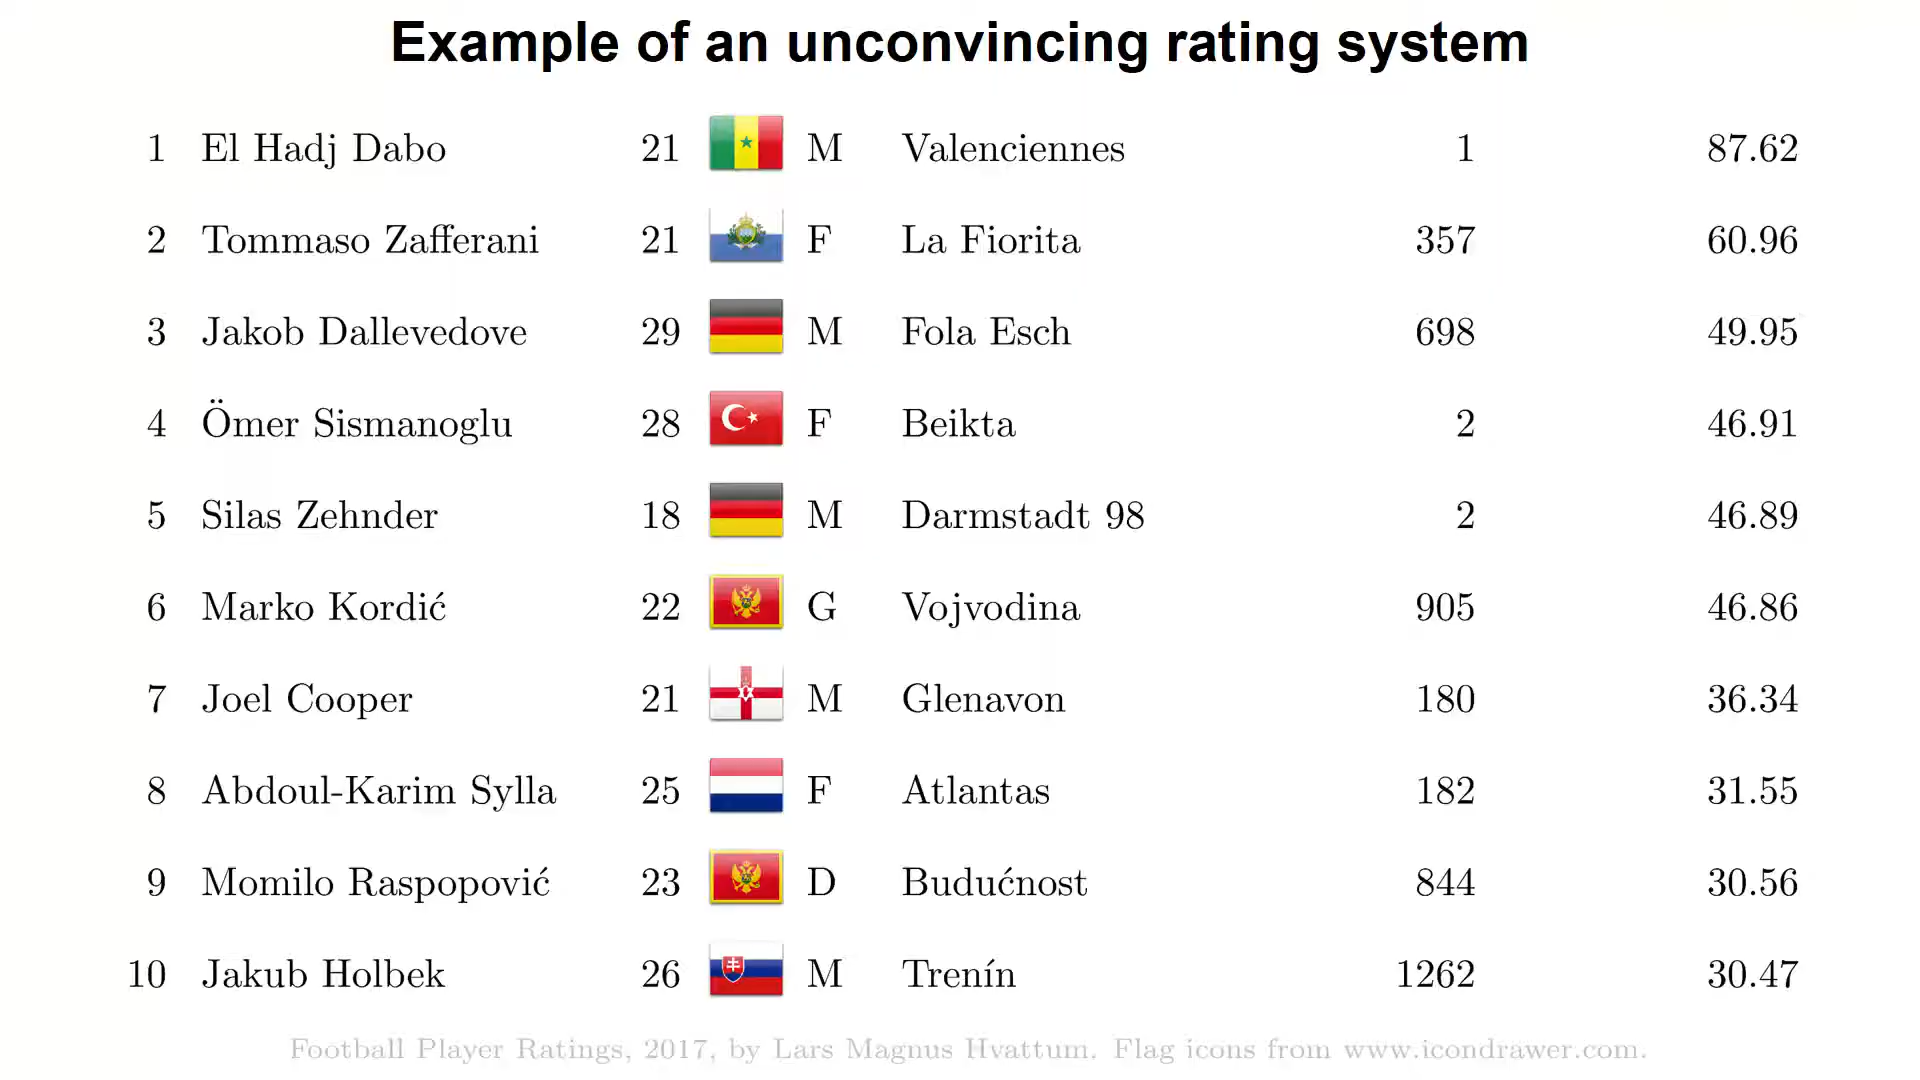 Example of an unconvincing rating system
1 El Hadj Dabo 21 M Valenciennes 1 87.62
2 Tommaso Zafferani 21 F La Fiorita 357 60.96
3 Jakob Dallevedove 29 M Fola Esch 698 49.95
4 Ömer Sismanoglu 28 F Beikta 2 46.91
5 Silas Zehnder 18 M Darmstadt 98 2 46.89
6 Marko Kordić 22 G Vojvodina 905 46.86
7 Joel Cooper 21 M Glenavon 180 36.34
8 Abdoul-Karim Sylla 25 F Atlantas 182 31.55
9 Momilo Raspopović 23 D Budućnost 844 30.56
10 Jakub Holbek 26 M Trenín 1262 30.47
Football Player Ratings, 2017, by Lars Magnus Hvattum. Flag icons from www.icondrawer.com.